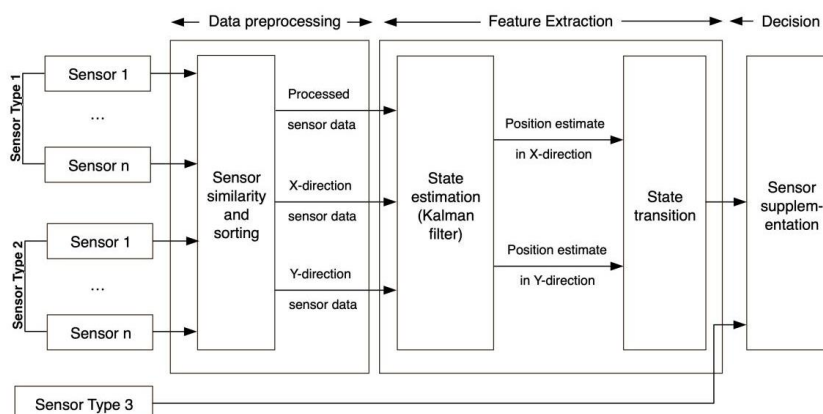 Data preprocessing
Feature Extraction
Decision
Sensor Type 1
Sensor 1
...
Sensor n
Sensor Type 2
Sensor 1
...
Sensor n
Sensor Type 3
Sensor
similarity
and
sorting
Processed
sensor data
X-direction
sensor data
Y-direction
sensor data
State
estimation
(Kalman
filter)
Position estimate
in X-direction
Position estimate
in Y-direction
State
transition
Sensor
supplem-
entation